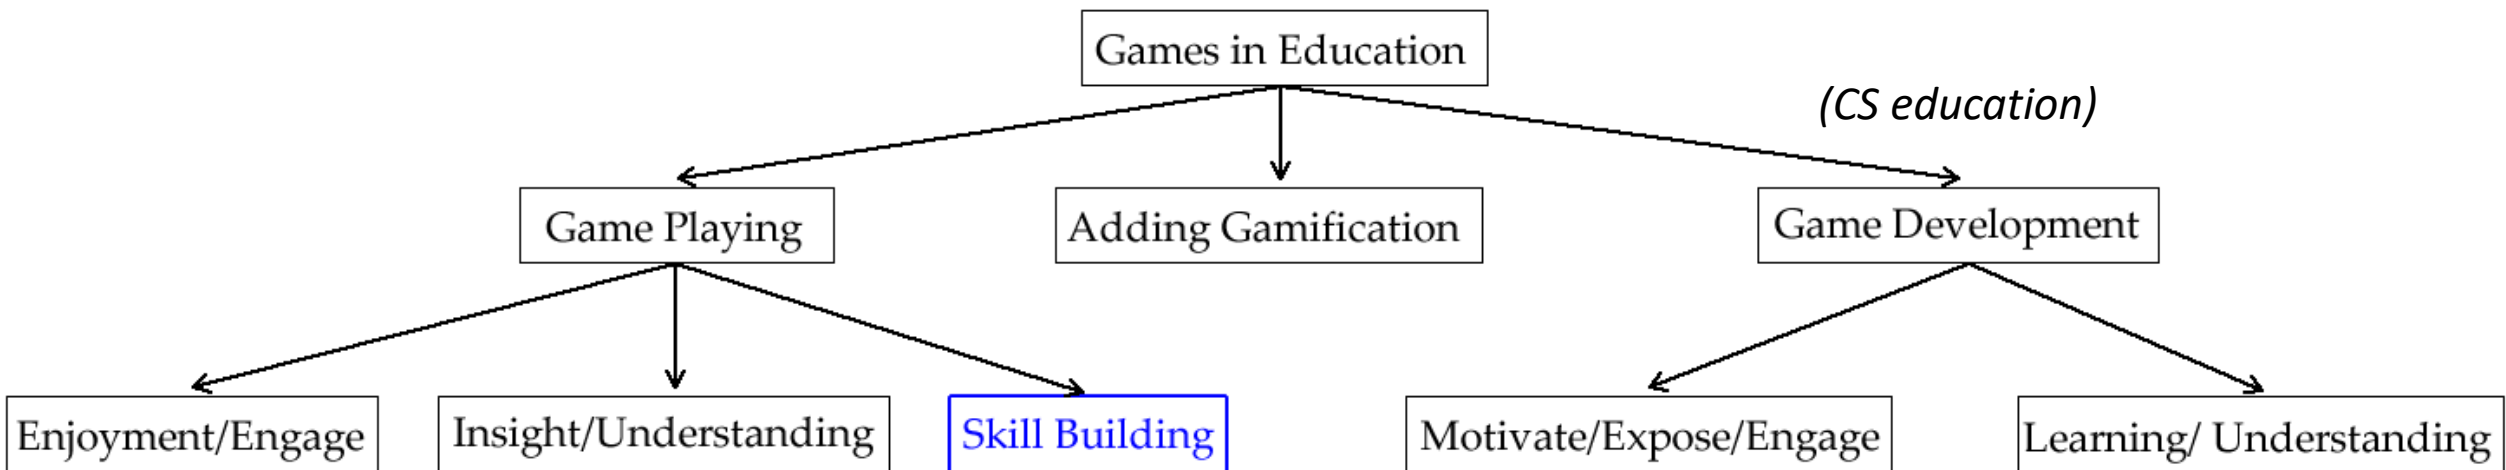 Games in Education
(CS education)
Game Playing
Adding Gamification
Game Development
Enjoyment/Engage
Insight/Understanding
Skill Building
Motivate/Expose/Engage
Learning/ Understanding